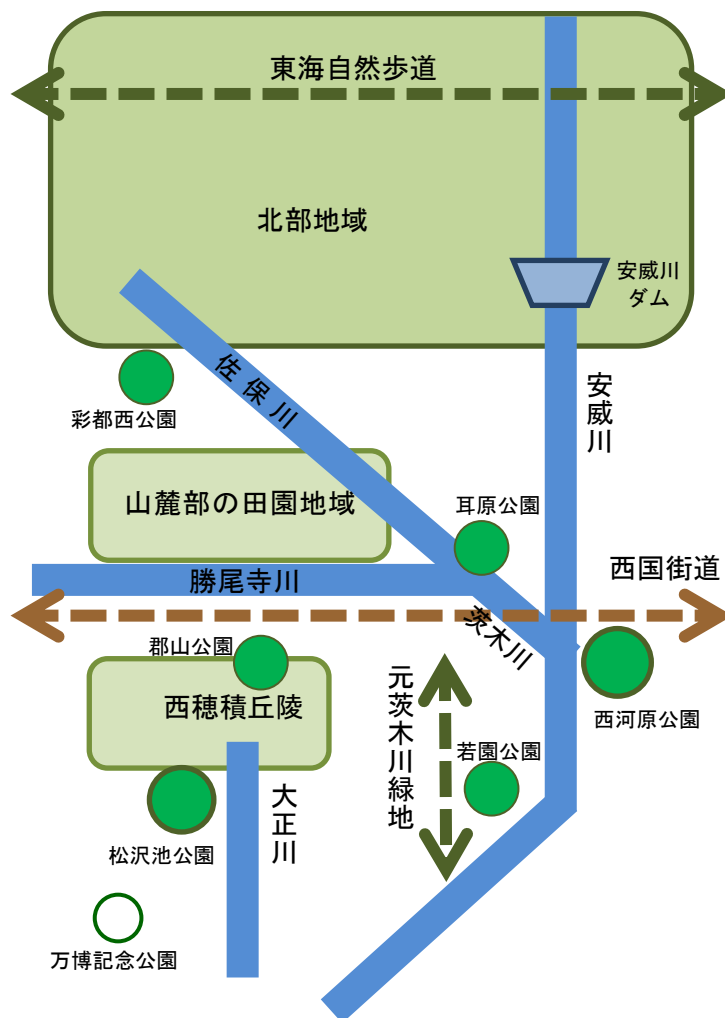 東海自然歩道
北部地域
安威川
ダム
佐保川
安威川
彩都西公園
山麓部の田園地域
耳原公園
西国街道
勝尾寺川
茨木川
郡山公園
西穂積丘陵
元茨木川緑地
西河原公園
若園公園
大正川
松沢池公園
万博記念公園